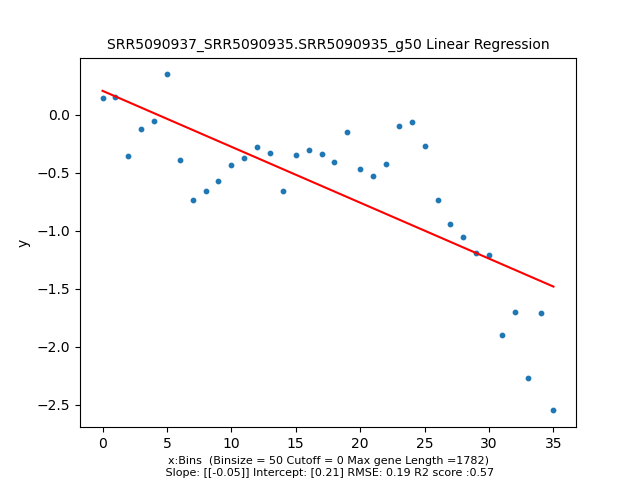 SRR5090937_SRR5090935.SRR5090935_g50 Linear Regression
0.0
−0.5
−1.0
−1.5
−2.0
−2.5
y
0 5 10 15 20 25 30 35
x:Bins (Binsize = 50 Cutoff = 0 Max gene Length =1782)
Slope: [[-0.05]] Intercept: [0.21] RMSE: 0.19 R2 score :0.57